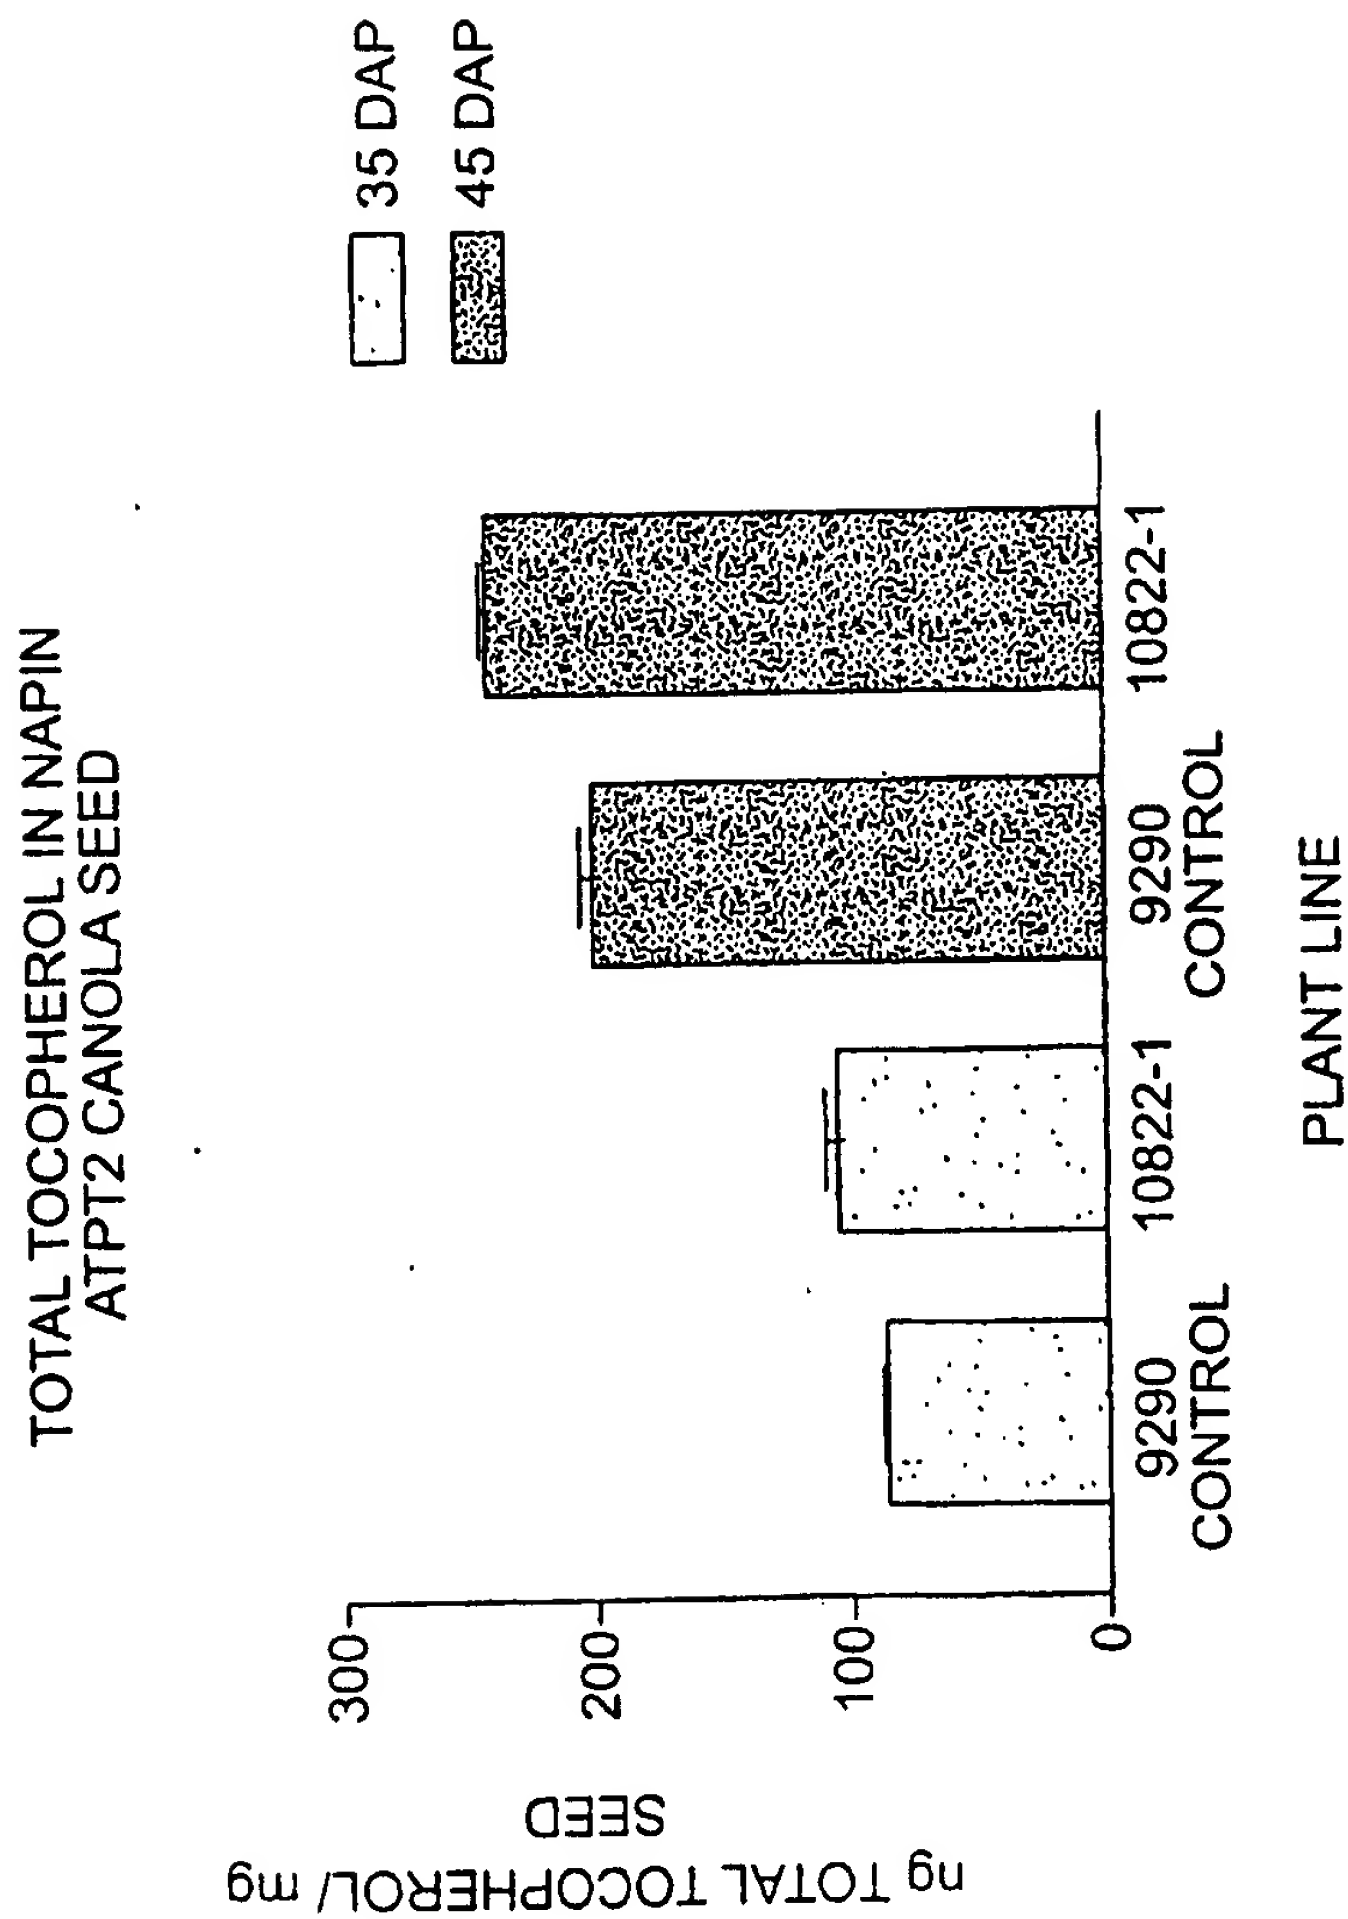 TOTAL TOCOPHEROL IN NAPIN
ATPT2 CANOLA SEED
35 DAP
45 DAP
ng TOTAL TOCOPHEROL/ mg
SEED
300
200
100
0
9290
CONTROL
10822-1
9290
CONTROL
10822-1
PLANT LINE